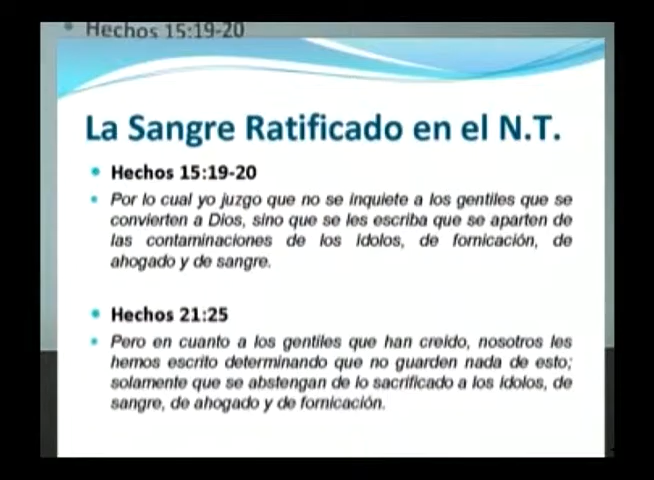 Hechos 15:19-20
La Sangre Ratificado en el N.T.
• Hechos 15:19-20
• Por lo cual yo juzgo que no se inquiete a los gentiles que se
convierten a Dios, sino que se les escriba que se aparten de
las contaminaciones de los ídolos, de fornicación, de
ahogado y de sangre.
• Hechos 21:25
• Pero en cuanto a los gentiles que han creído, nosotros les
hemos escrito determinando que no guarden nada de esto;
solamente que se abstengan de lo sacrificado a los ídolos, de
sangre, de ahogado y de fornicación.